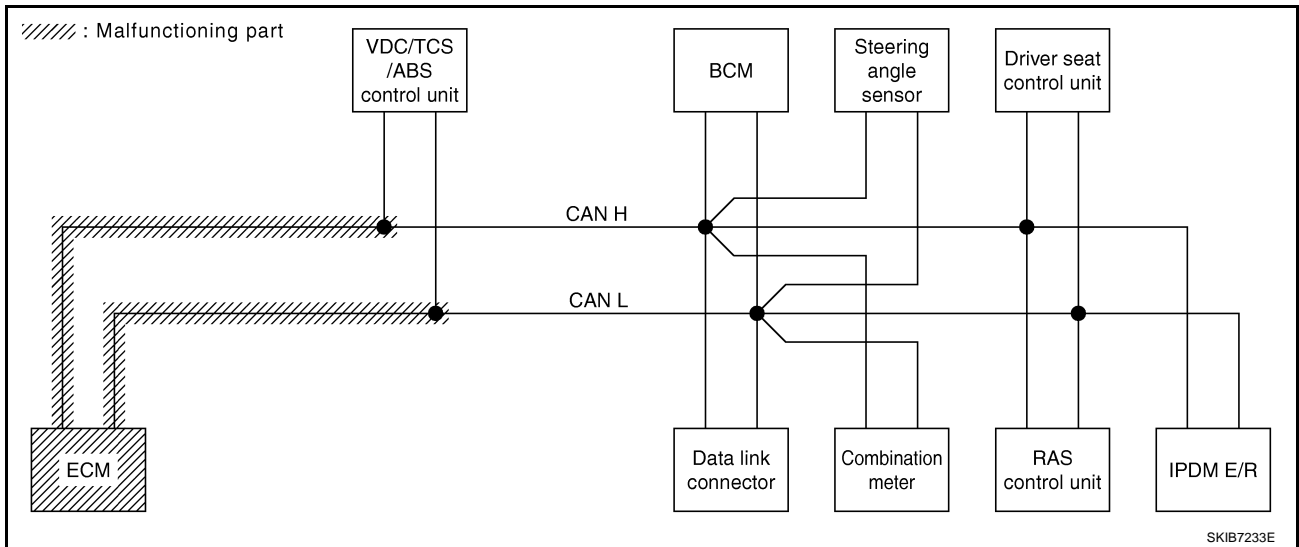 : Malfunctioning part
VDC/TCS
/ABS
control unit
BCM
Steering
angle
sensor
Driver seat
control unit
CAN H
CAN L
ECM
Data link
connector
Combination
meter
RAS
control unit
IPDM E/R
SKIB7233E